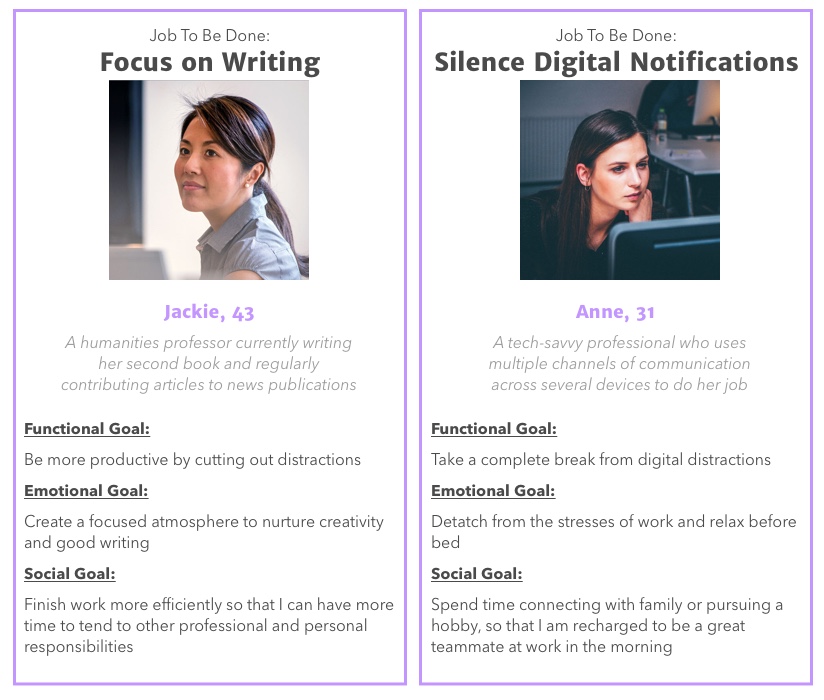 Job To Be Done:
Focus on Writing
Jackie, 43
A humanities professor currently writing
her second book and regularly
contributing articles to news publications
Functional Goal:
Be more productive by cutting out distractions
Emotional Goal:
Create a focused atmosphere to nurture creativity
and good writing
Social Goal:
Finish work more efficiently so that I can have more
time to tend to other professional and personal
responsibilities
Job To Be Done:
Silence Digital Notifications
Anne, 31
A tech-savvy professional who uses
multiple channels of communication
across several devices to do her job
Functional Goal:
Take a complete break from digital distractions
Emotional Goal:
Detatch from the stresses of work and relax before
bed
Social Goal:
Spend time connecting with family or pursuing a
hobby, so that I am recharged to be a great
teammate at work in the morning